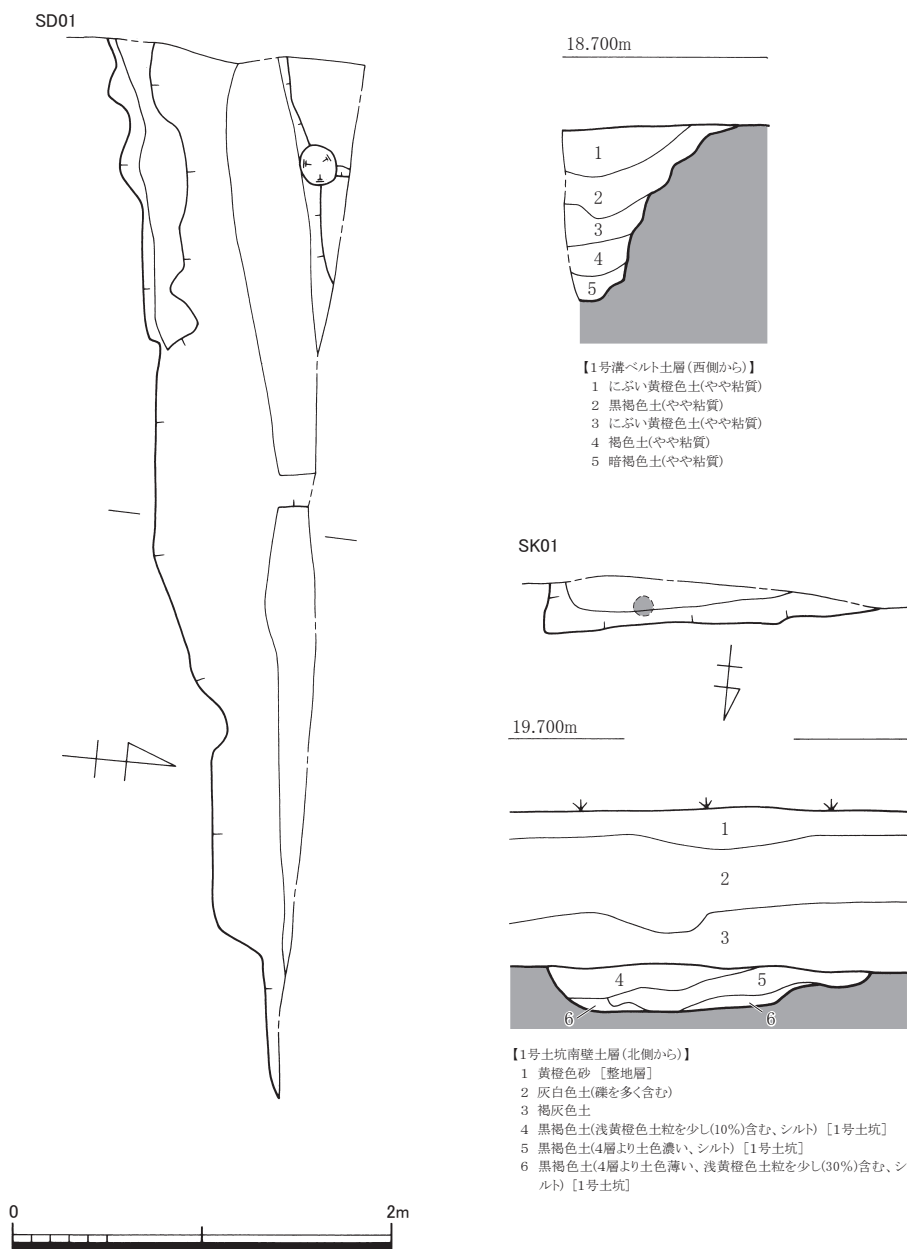 SD01
18.700m
1
2
3
4
5
【1号溝ベルト土層(西側から)】
1 にぶい黄橙色土(やや粘質)
2 黒褐色土(やや粘質)
3 にぶい黄橙色土(やや粘質)
4 褐色土(やや粘質)
5 暗褐色土(やや粘質)
SK01
19.700m
1
2
3
4
5
6
6
【1号土坑南壁土層(北側から)】
1 黄橙色砂 [整地層]
2 灰白色土(礫を多く含む)
3 褐灰色土
4 黒褐色土(浅黄橙色土粒を少し(10%)含む、シルト) [1号土坑]
5 黒褐色土(4層より土色濃い、シルト) [1号土坑]
6 黒褐色土(4層より土色薄い、浅黄橙色土粒を少し(30%)含む、シ
ルト) [1号土坑]
0
2m